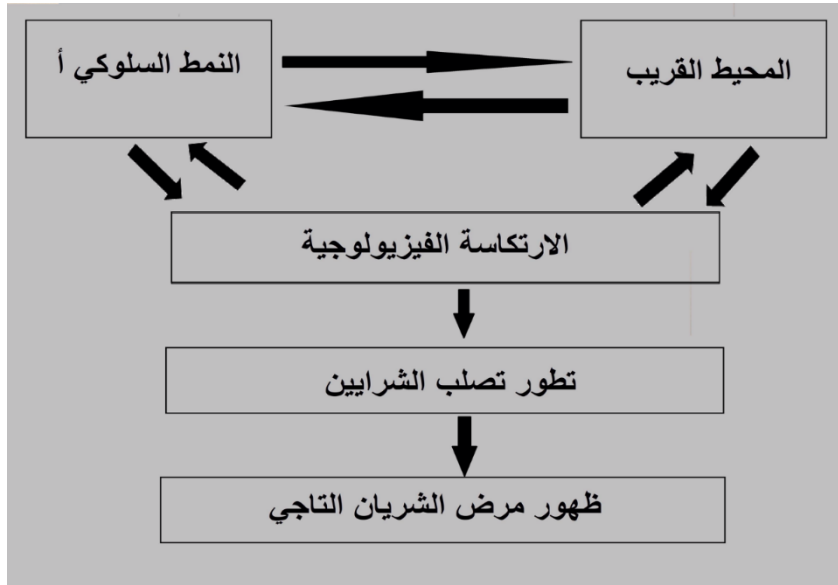 النمط السلوكي أ
المحيط القريب
الارتكاسة الفيزيولوجية
تطور تصلب الشرايين
ظهور مرض الشريان التاجي